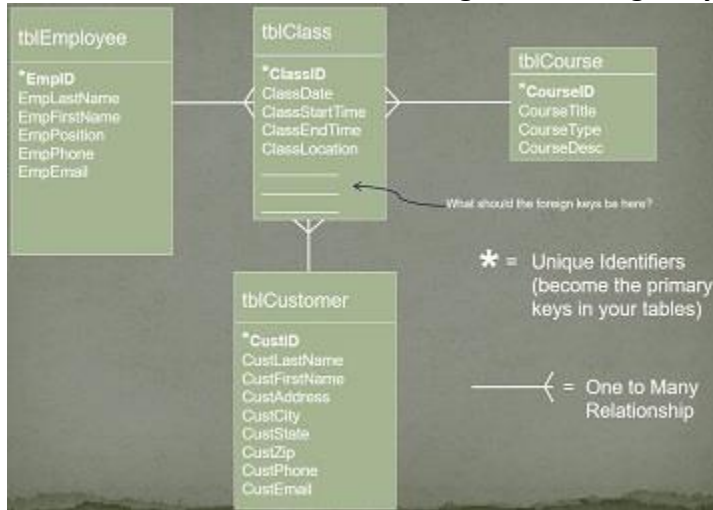 tblEmployee
*EmpID
EmpLastName
EmpFirstName
EmpPosition
EmpPhone
EmpEmail
tblClass
*ClassID
ClassDate
ClassStartTime
ClassEndTime
ClassLocation
tblCourse
*CourseID
CourseTitle
CourseType
CourseDesc
What should the foreign keys be here?
tblCustomer
*CustID
CustLastName
CustFirstName
CustAddress
CustCity
CustState
CustZip
CustPhone
CustEmail
* = Unique Identifiers
(become the primary
keys in your tables)
= One to Many
Relationship